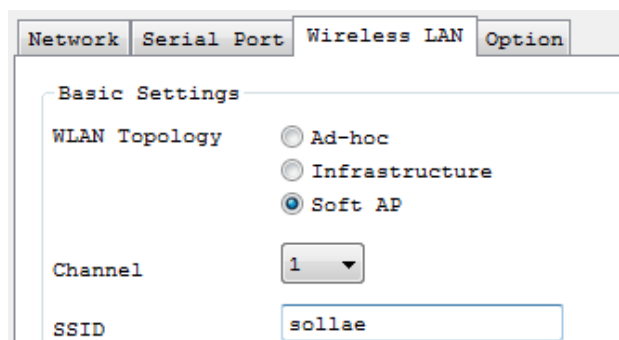 Network Serial Port Wireless LAN Option
Basic Settings
WLAN Topology Ad-hoc
Infrastructure
Soft AP
Channel 1
SSID sollae